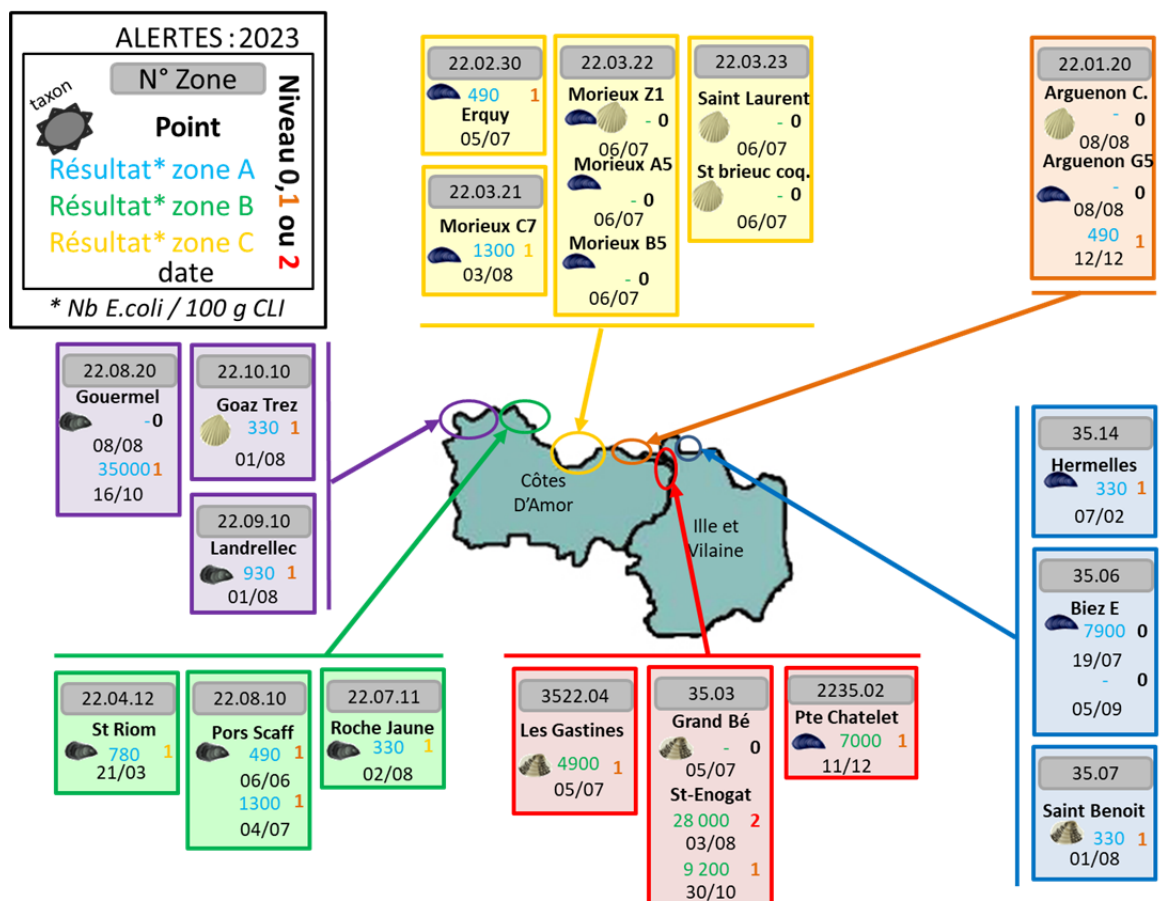 ALERTES : 2023
taxon
N° Zone
Point
Résultat* zone A
Résultat* zone B
Résultat* zone C
date
Niveau 0,1 ou 2
* Nb E.coli / 100 g CLI
22.02.30
490 1
Erquy
05/07
22.03.21
Morieux C7
1300 1
03/08
22.03.22
Morieux Z1
- 0
06/07
Morieux A5
- 0
06/07
Morieux B5
- 0
06/07
22.03.23
Saint Laurent
- 0
06/07
St brieuc coq.
- 0
06/07
22.01.20
Arguenon C.
- 0
08/08
Arguenon G5
- 0
08/08
490 1
12/12
22.08.20
Gouermel
-0
08/08
35000 1
16/10
22.10.10
Goaz Trez
330 1
01/08
22.09.10
Landrellec
930 1
01/08
Côtes
D'Amor
Ille et
Vilaine
35.14
Hermelles
330 1
07/02
35.06
Biez E
7900 0
19/07
- 0
05/09
35.07
Saint Benoit
330 1
01/08
22.04.12
St Riom
780 1
21/03
22.08.10
Pors Scaff
490 1
06/06
1300 1
04/07
22.07.11
Roche Jaune
330 1
02/08
3522.04
Les Gastines
4900 1
05/07
35.03
Grand Bé
- 0
05/07
St-Enogat
28 000 2
03/08
9 200 1
30/10
2235.02
Pte Chatelet
7000 1
11/12